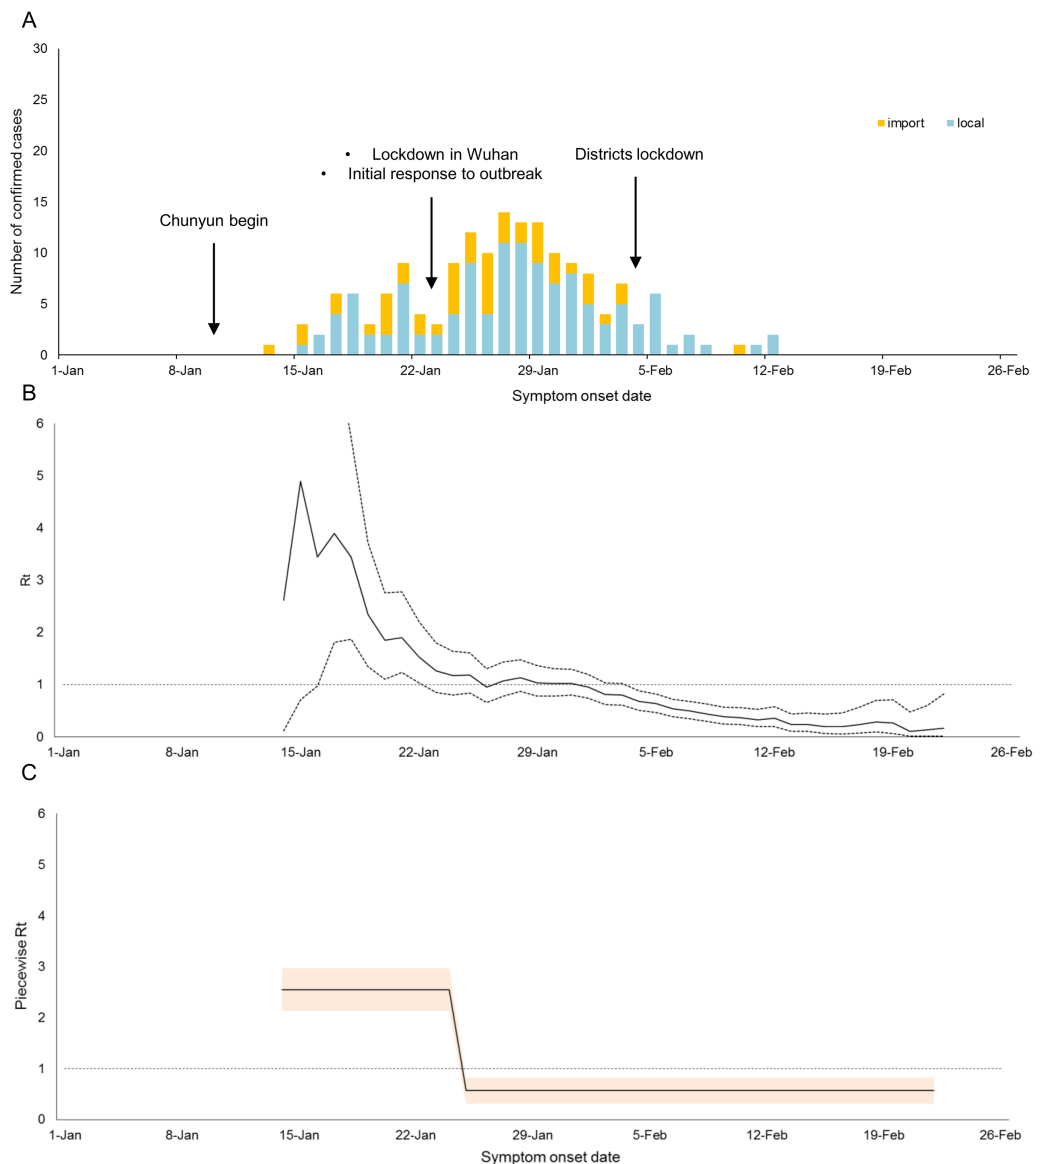 A
30
25
20
15
10
5
0
Number of confirmed cases
import local
• Lockdown in Wuhan
• Initial response to outbreak
Districts lockdown
Chunyun begin
1-Jan 8-Jan 15-Jan 22-Jan 29-Jan 5-Feb 12-Feb 19-Feb 26-Feb
Symptom onset date
B
6
5
4
3
2
1
0
Rt
1-Jan 8-Jan 15-Jan 22-Jan 29-Jan 5-Feb 12-Feb 19-Feb 26-Feb
C
6
5
4
3
2
1
0
Piecewise Rt
1-Jan 8-Jan 15-Jan 22-Jan 29-Jan 5-Feb 12-Feb 19-Feb 26-Feb
Symptom onset date